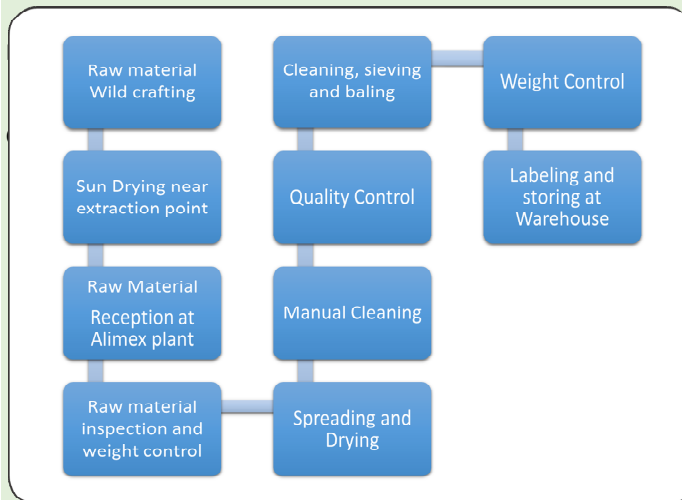 Raw material
Wild crafting
Sun Drying near
extraction point
Raw Material
Reception at
Alimex plant
Raw material
inspection and
weight control
Spreading and
Drying
Manual Cleaning
Quality Control
Cleaning, sieving
and baling
Weight Control
Labeling and
storing at
Warehouse